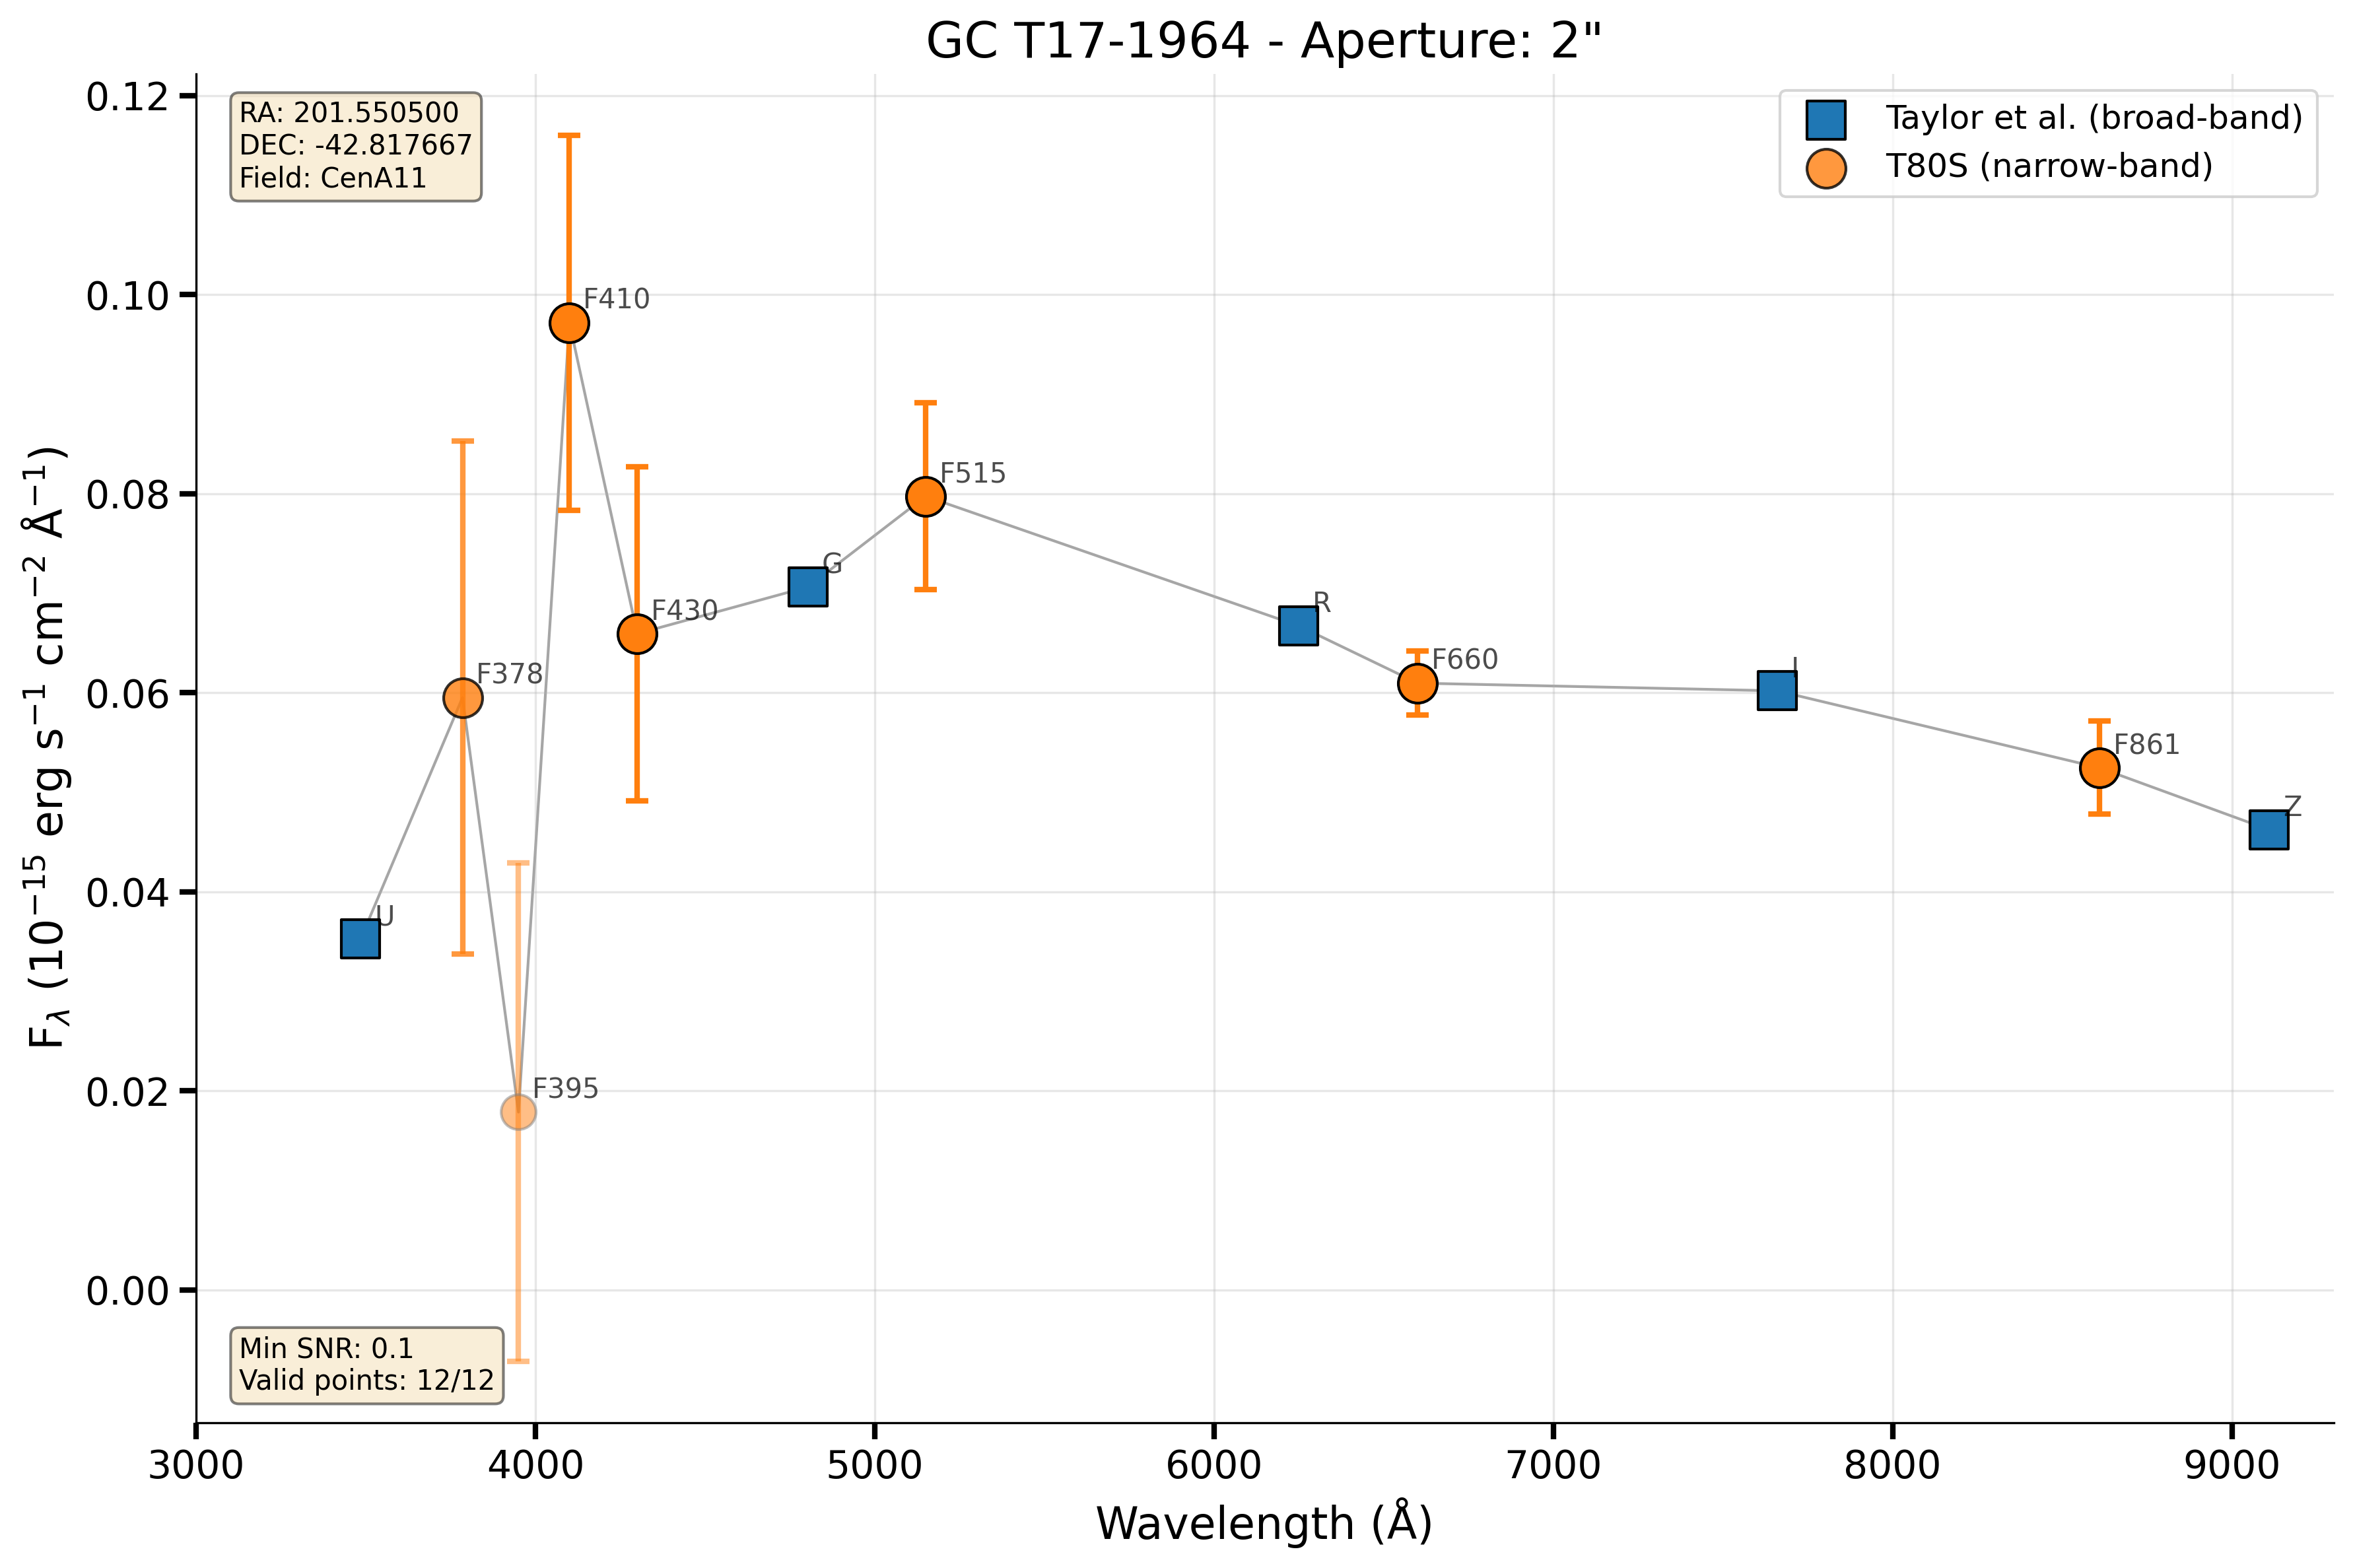 GC T17-1964 - Aperture: 2"
RA: 201.550500
DEC: -42.817667
Field: CenA11
Taylor et al. (broad-band)
T80S (narrow-band)
0.12
0.10
0.08
0.06
0.04
0.02
0.00
F_λ (10⁻¹⁵ erg s⁻¹ cm⁻² Å⁻¹)
U
F378
F395
F410
F430
G
F515
R
F660
I
F861
Z
Min SNR: 0.1
Valid points: 12/12
3000 4000 5000 6000 7000 8000 9000
Wavelength (Å)